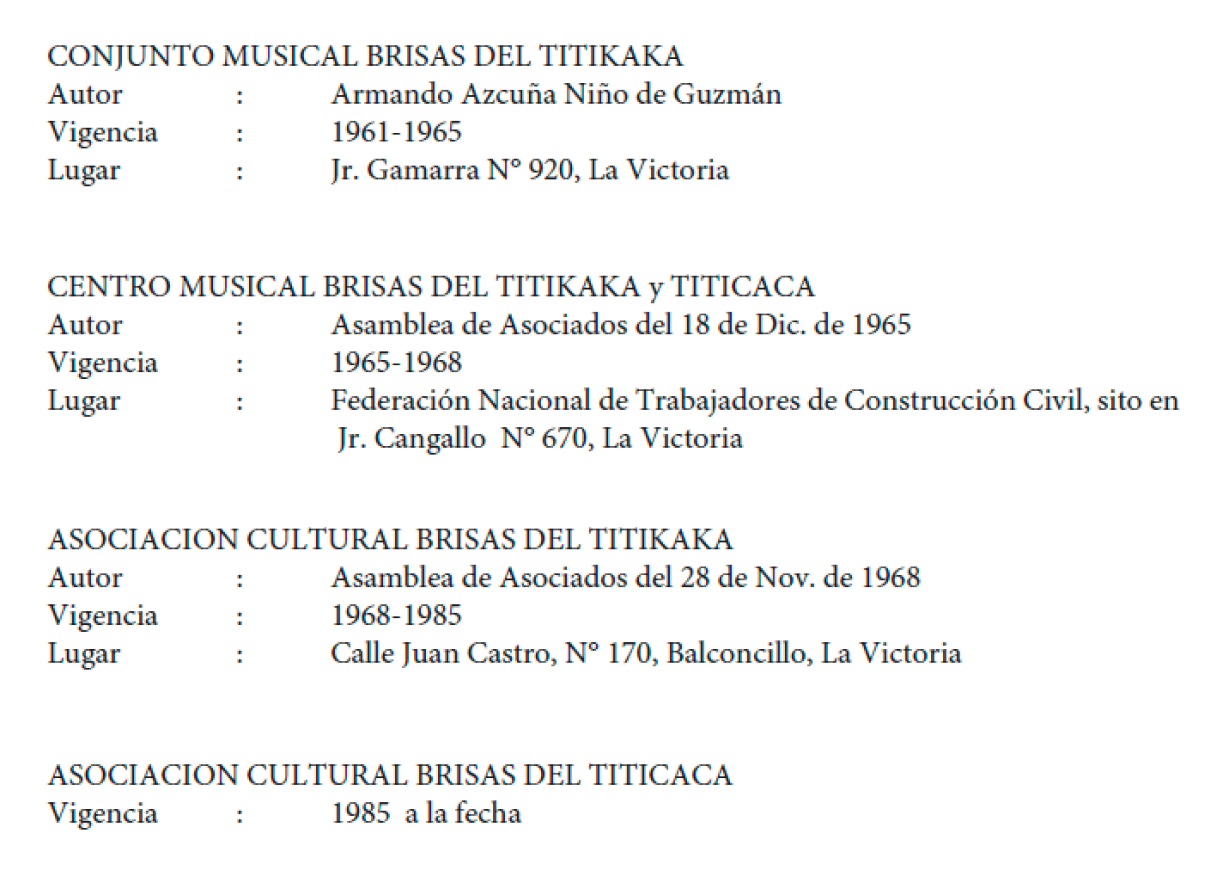 CONJUNTO MUSICAL BRISAS DEL TITIKAKA
Autor : Armando Azcuña Niño de Guzmán
Vigencia : 1961-1965
Lugar : Jr. Gamarra N° 920, La Victoria
CENTRO MUSICAL BRISAS DEL TITIKAKA y TITICACA
Autor : Asamblea de Asociados del 18 de Dic. de 1965
Vigencia : 1965-1968
Lugar : Federación Nacional de Trabajadores de Construcción Civil, sito en
Jr. Cangallo N° 670, La Victoria
ASOCIACION CULTURAL BRISAS DEL TITIKAKA
Autor : Asamblea de Asociados del 28 de Nov. de 1968
Vigencia : 1968-1985
Lugar : Calle Juan Castro, N° 170, Balconcillo, La Victoria
ASOCIACION CULTURAL BRISAS DEL TITICACA
Vigencia : 1985 a la fecha